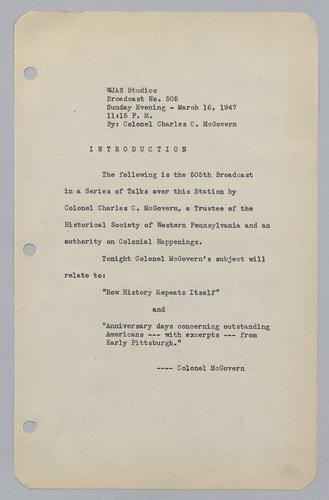 WJAS Studios
Broadcast No. 505
Sunday Evening - March 16, 1947
11:15 P. M.
By: Colonel Charles C. McGovern
I N T R O D U C T I O N
The following is the 505th Broadcast
in a Series of Talks over this Station by
Colonel Charles C. McGovern, a Trustee of the
Historical Society of Western Pennsylvania and an
authority on Colonial Happenings.
Tonight Colonel McGovern's subject will
relate to:
"How History Repeats Itself"
and
"Anniversary days concerning outstanding
Americans --- with excerpts --- from
Early Pittsburgh."
---- Colonel McGovern